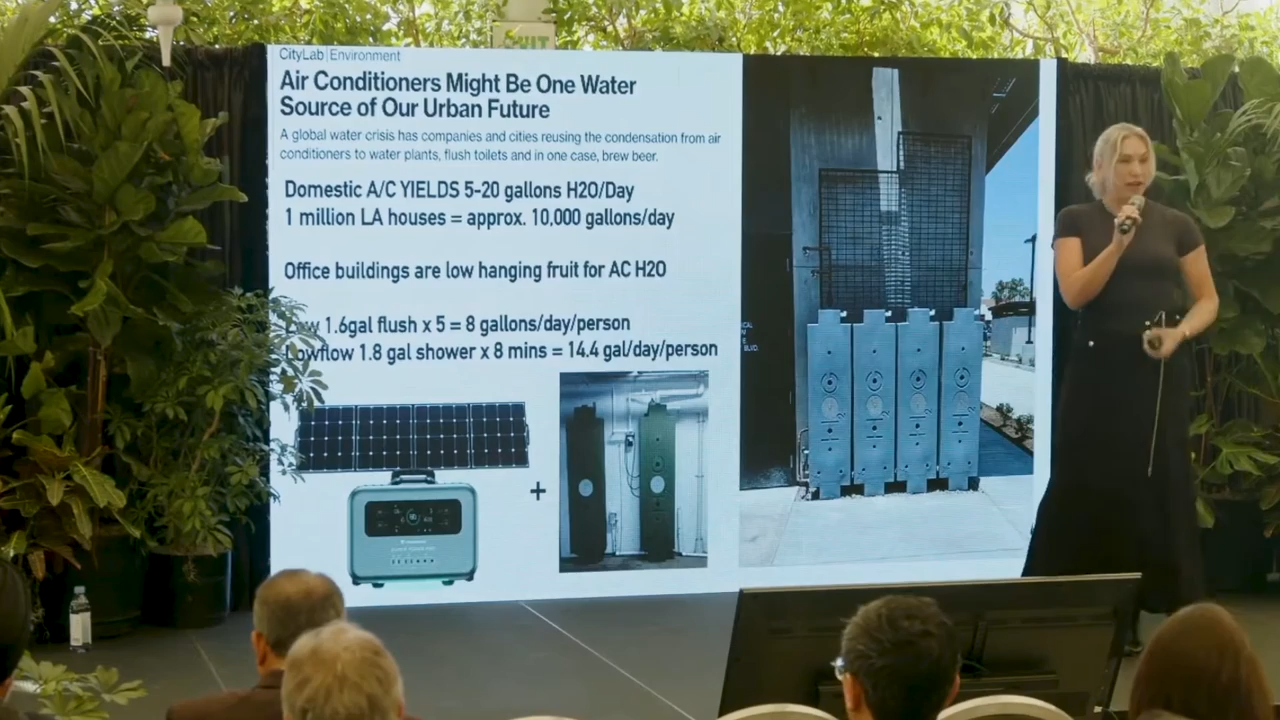 EXIT
CityLab|Environment
Air Conditioners Might Be One Water
Source of Our Urban Future
A global water crisis has companies and cities reusing the condensation from air
conditioners to water plants, flush toilets and in one case, brew beer.
Domestic A/C YIELDS 5-20 gallons H2O/Day
1 million LA houses = approx. 10,000 gallons/day
Office buildings are low hanging fruit for AC H2O
1.6gal flush x 5 = 8 gallons/day/person
Lowflow 1.8 gal shower x 8 mins = 14.4 gal/day/person
+
BLVD.